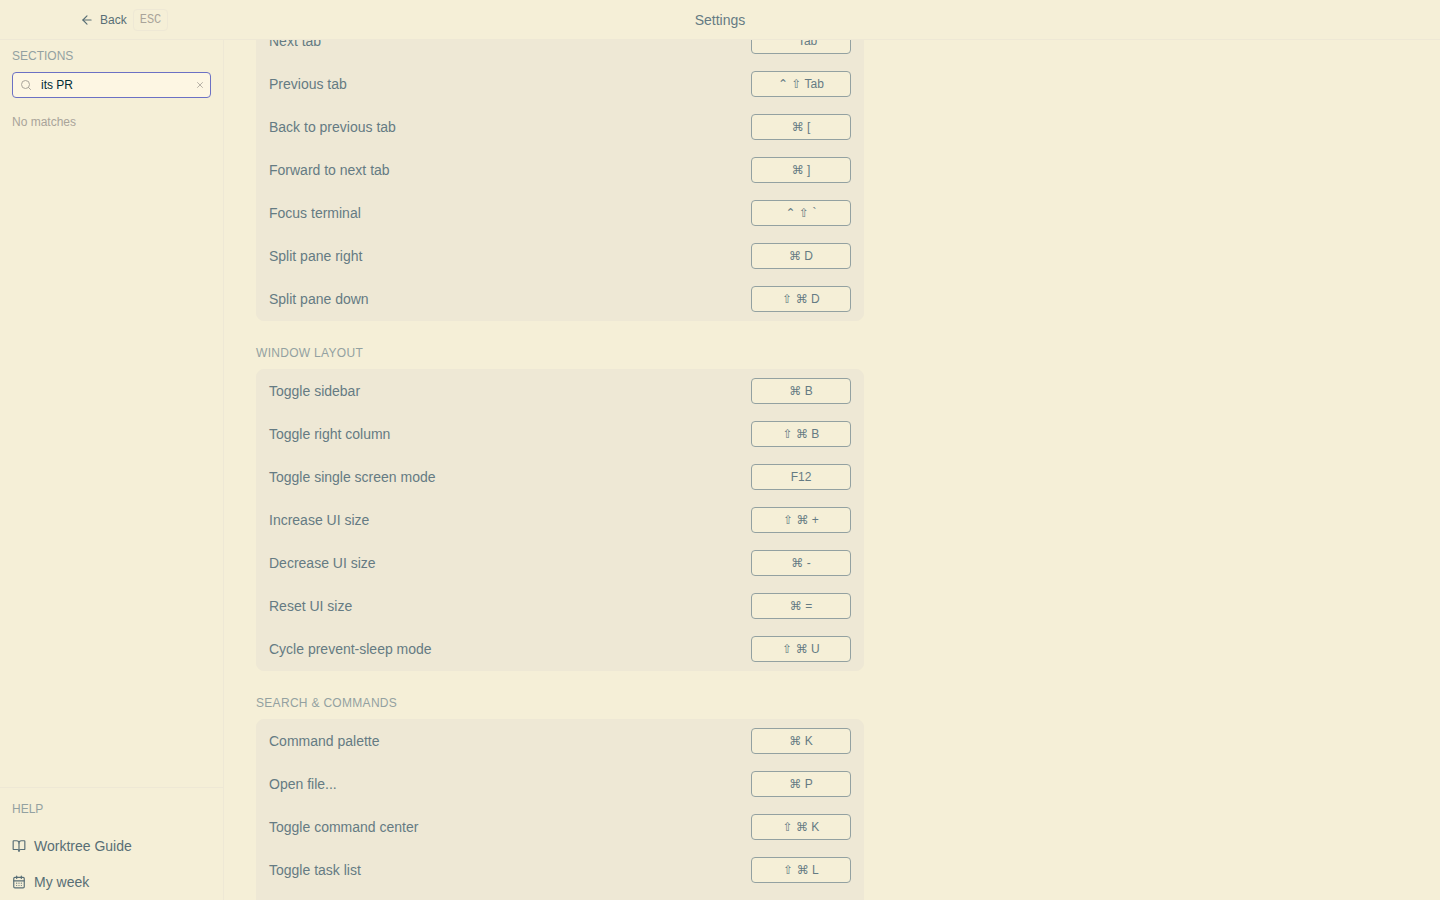 Back ESC
Settings
SECTIONS
its PR
No matches
Next tab
Tab
Previous tab ⌃ ⇧ Tab
Back to previous tab ⌘ [
Forward to next tab ⌘ ]
Focus terminal ⌃ ⇧ `
Split pane right ⌘ D
Split pane down ⇧ ⌘ D
WINDOW LAYOUT
Toggle sidebar ⌘ B
Toggle right column ⇧ ⌘ B
Toggle single screen mode F12
Increase UI size ⇧ ⌘ +
Decrease UI size ⌘ -
Reset UI size ⌘ =
Cycle prevent-sleep mode ⇧ ⌘ U
SEARCH & COMMANDS
Command palette ⌘ K
Open file... ⌘ P
Toggle command center ⇧ ⌘ K
Toggle task list ⇧ ⌘ L
HELP
Worktree Guide
My week